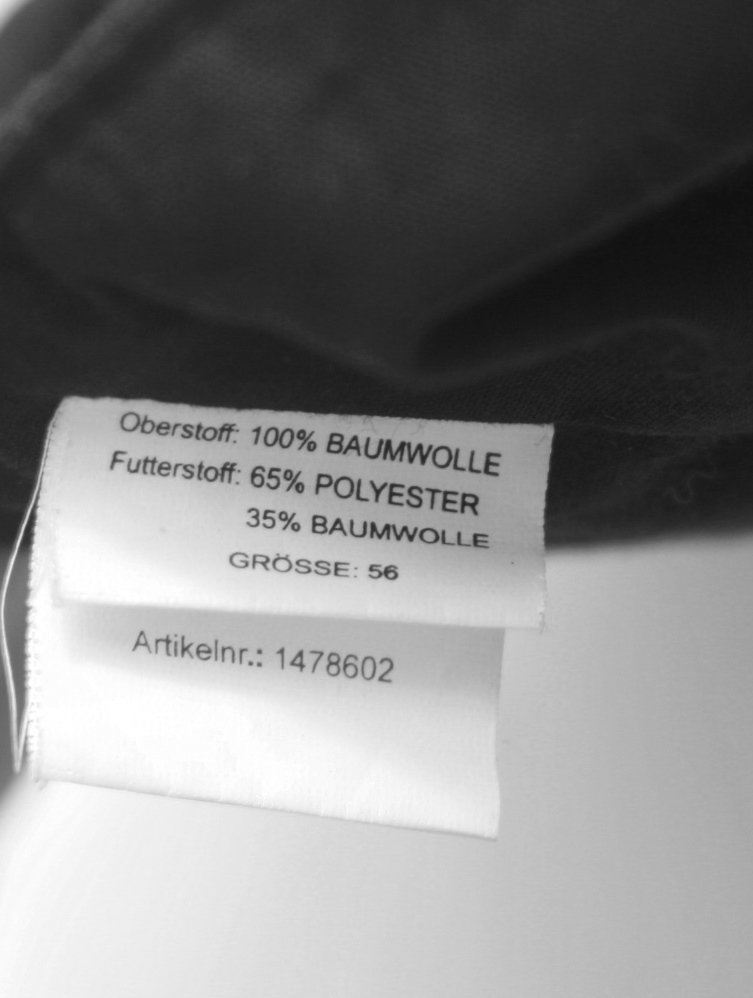 Oberstoff: 100% BAUMWOLLE
Futterstoff: 65% POLYESTER
35% BAUMWOLLE
GRÖSSE: 56
Artikelnr.: 1478602